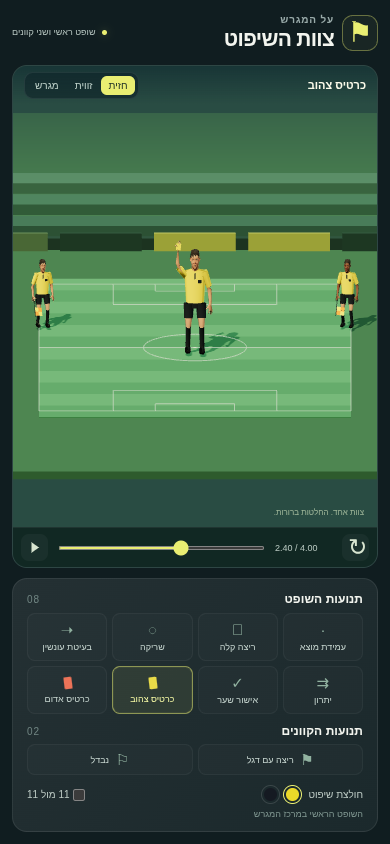 על המגרש
צוות השיפוט
שופט ראשי ושני קוונים
כרטיס צהוב
חזית
זווית
מגרש
צוות אחד. החלטות ברורות.
2.40 / 4.00
תנועות השופט
08
עמידת מוצא
ריצה קלה
שריקה
בעיטת עונשין
יתרון
אישור שער
כרטיס צהוב
כרטיס אדום
תנועות הקוונים
02
ריצה עם דגל
נבדל
חולצת שיפוט
11 מול 11
השופט הראשי במרכז המגרש